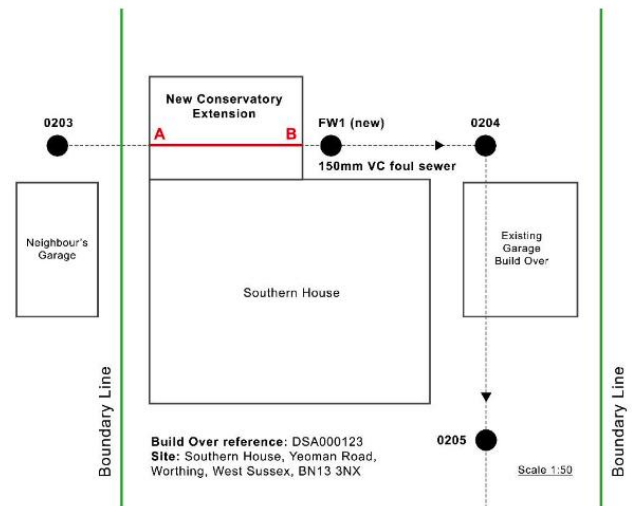 New Conservatory
Extension
0203
A
B
FW1 (new)
0204
150mm VC foul sewer
Neighbour's
Garage
Existing
Garage
Build Over
Southern House
Boundary Line
Boundary Line
0205
Build Over reference: DSA000123
Site: Southern House, Yeoman Road,
Worthing, West Sussex, BN13 3NX
Scale 1:50